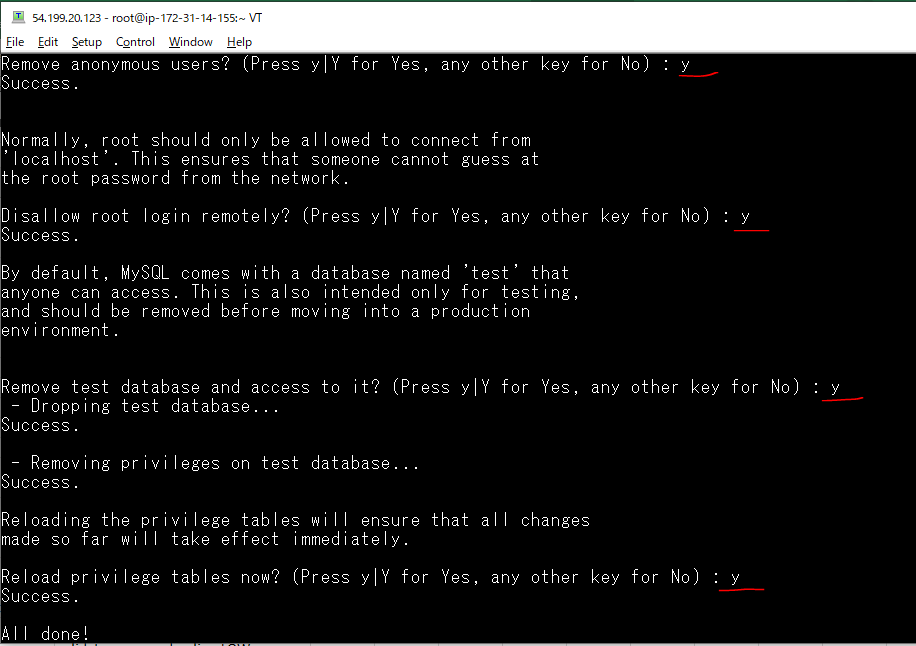 54.199.20.123 - root@ip-172-31-14-155:~ VT
File Edit Setup Control Window Help
Remove anonymous users? (Press y|Y for Yes, any other key for No) : y
Success.
Normally, root should only be allowed to connect from
'localhost'. This ensures that someone cannot guess at
the root password from the network.
Disallow root login remotely? (Press y|Y for Yes, any other key for No) : y
Success.
By default, MySQL comes with a database named 'test' that
anyone can access. This is also intended only for testing,
and should be removed before moving into a production
environment.
Remove test database and access to it? (Press y|Y for Yes, any other key for No) : y
- Dropping test database...
Success.
- Removing privileges on test database...
Success.
Reloading the privilege tables will ensure that all changes
made so far will take effect immediately.
Reload privilege tables now? (Press y|Y for Yes, any other key for No) : y
Success.
All done!